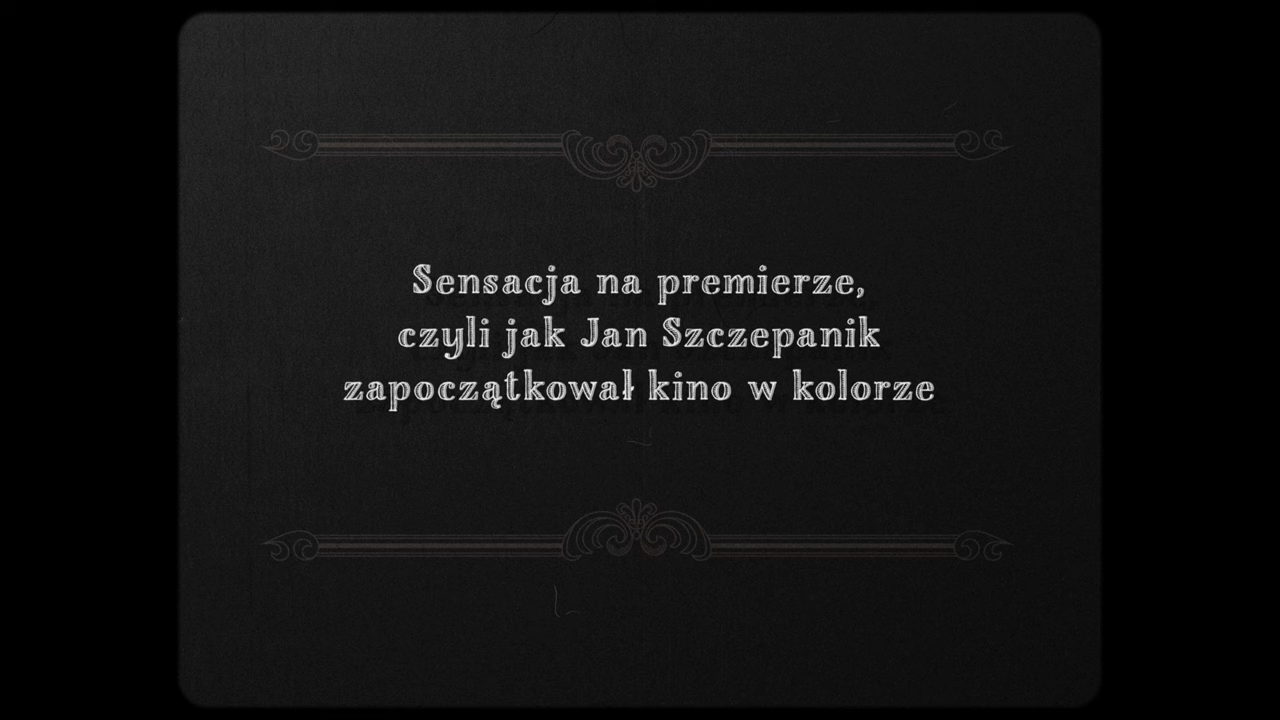 Sensacja na premierze,
czyli jak Jan Szczepanik
zapoczątkował kino w kolorze